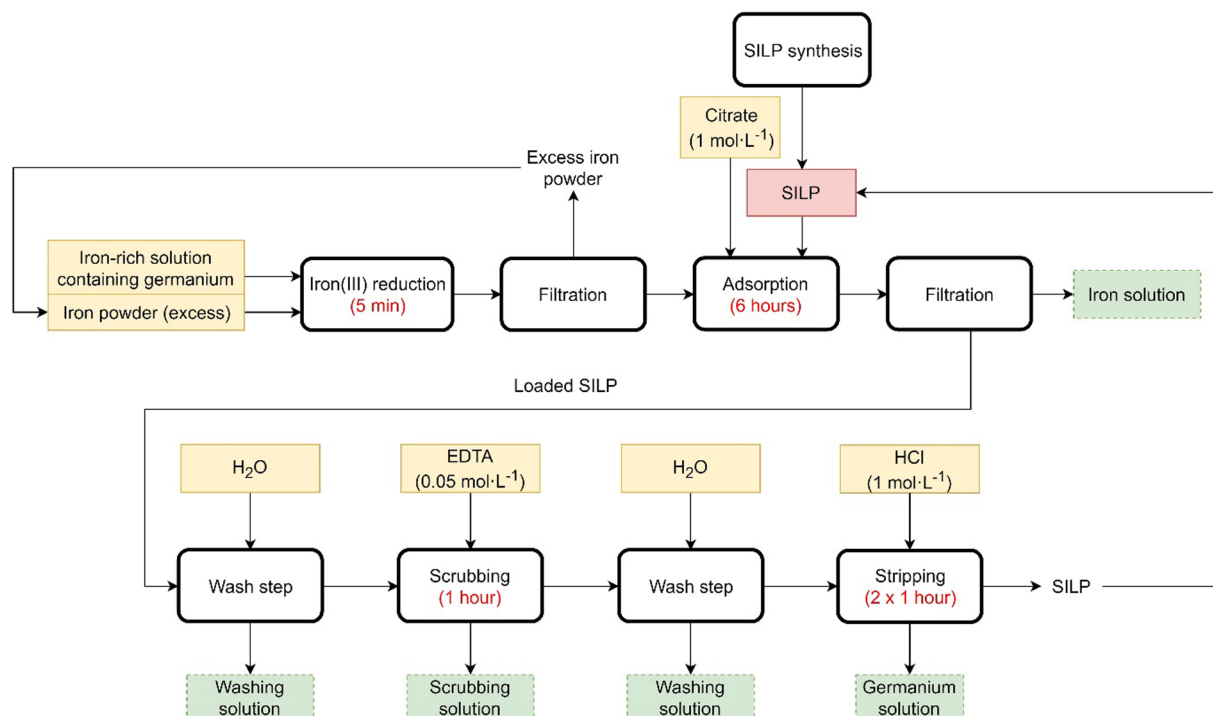 SILP synthesis
Citrate
(1 mol·L⁻¹)
Excess iron
powder
SILP
Iron-rich solution
containing germanium
Iron powder (excess)
Iron(III) reduction
(5 min)
Filtration
Adsorption
(6 hours)
Filtration
Iron solution
Loaded SILP
H₂O
EDTA
(0.05 mol·L⁻¹)
H₂O
HCl
(1 mol·L⁻¹)
Wash step
Scrubbing
(1 hour)
Wash step
Stripping
(2 x 1 hour)
SILP
Washing
solution
Scrubbing
solution
Washing
solution
Germanium
solution